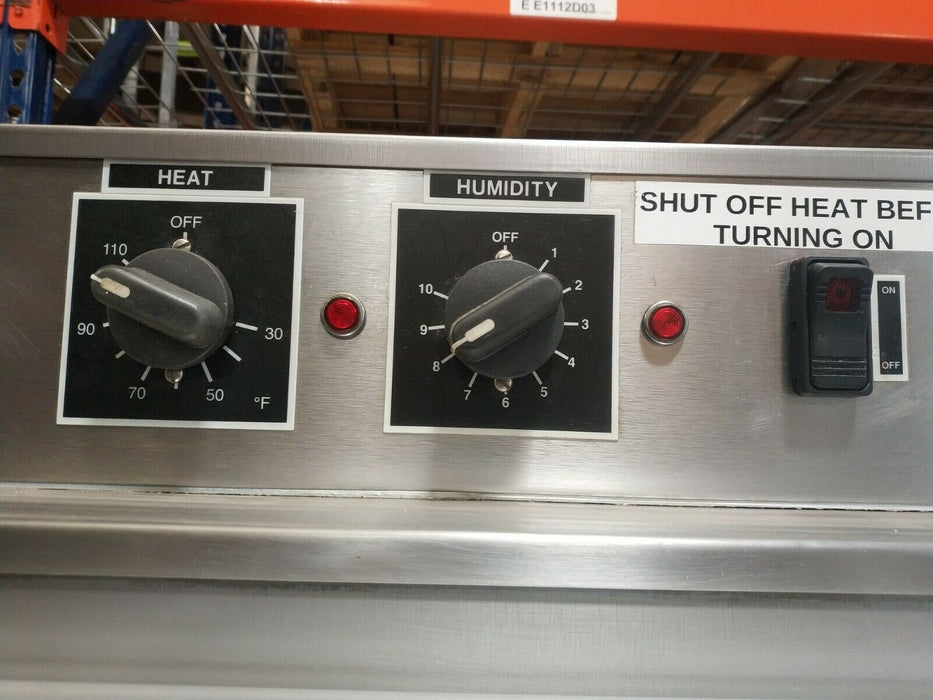 E E1112D03
HEAT
HUMIDITY
SHUT OFF HEAT BEF
TURNING ON
OFF
110
90
70
50
30
°F
OFF
1
2
3
4
5
6
7
8
9
10
ON
OFF